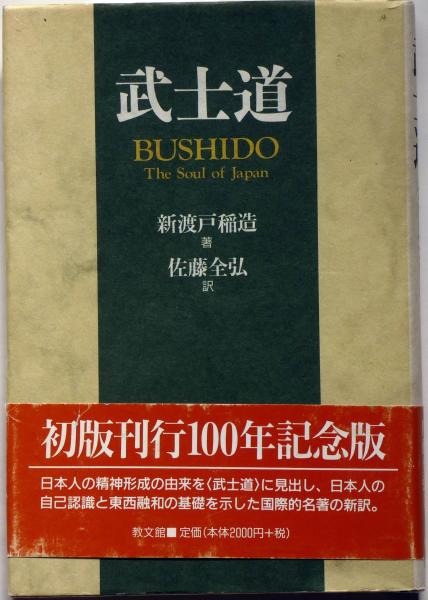 武士道
BUSHIDO
The Soul of Japan
新渡戸稲造
著
佐藤全弘
訳
初版刊行100年記念版
日本人の精神形成の由来を〈武士道〉に見出し、日本人の
自己認識と東西融和の基礎を示した国際的名著の新訳。
教文館■定価(本体2000円+税)